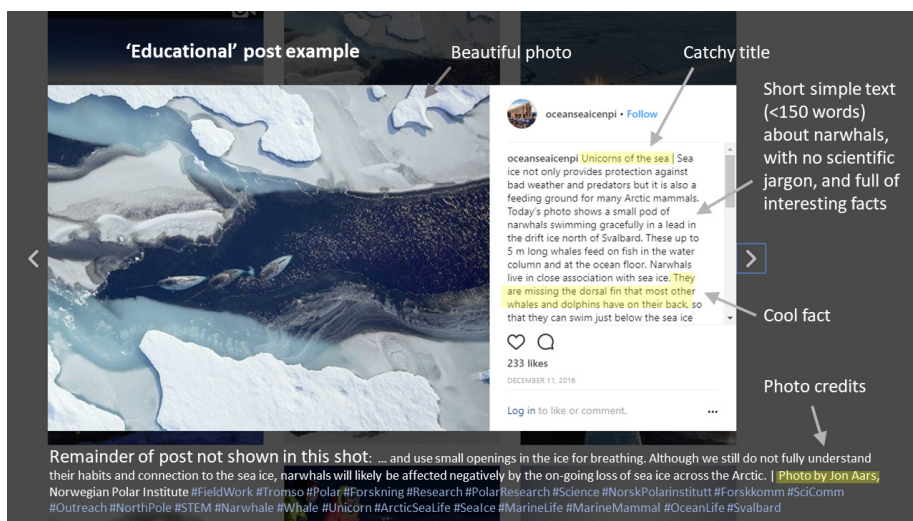 'Educational' post example
Beautiful photo
Catchy title
Short simple text
(<150 words)
about narwhals,
with no scientific
jargon, and full of
interesting facts
oceanseaicenpi • Follow
oceanseaicenpi Unicorns of the sea | Sea
ice not only provides protection against
bad weather and predators but it is also a
feeding ground for many Arctic mammals.
Today's photo shows a small pod of
narwhals swimming gracefully in a lead in
the drift ice north of Svalbard. These up to
5 m long whales feed on fish in the water
column and at the ocean floor. Narwhals
live in close association with sea ice. They
are missing the dorsal fin that most other
whales and dolphins have on their back, so
that they can swim just below the sea ice
Cool fact
233 likes
DECEMBER 11, 2016
Log in to like or comment.
Photo credits
Remainder of post not shown in this shot: ... and use small openings in the ice for breathing. Although we still do not fully understand
their habits and connection to the sea ice, narwhals will likely be affected negatively by the on-going loss of sea ice across the Arctic. | Photo by Jon Aars,
Norwegian Polar Institute #FieldWork #Tromso #Polar #Forskning #Research #PolarResearch #Science #NorskPolarinstitutt #Forskkomm #SciComm
#Outreach #NorthPole #STEM #Narwhale #Whale #Unicorn #ArcticSeaLife #SeaIce #MarineLife #MarineMammal #OceanLife #Svalbard